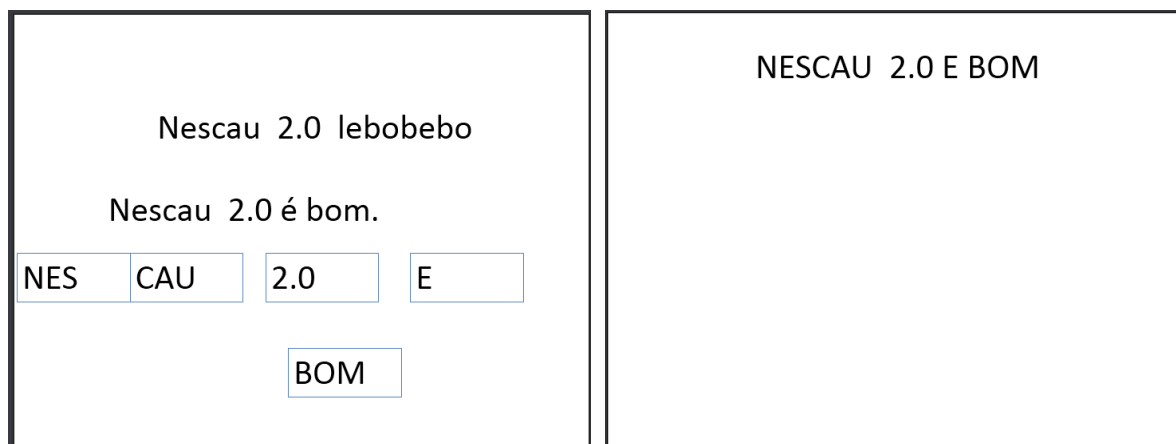 Nescau 2.0 lebobebo
Nescau 2.0 é bom.
NES CAU 2.0 E
BOM
NESCAU 2.0 E BOM